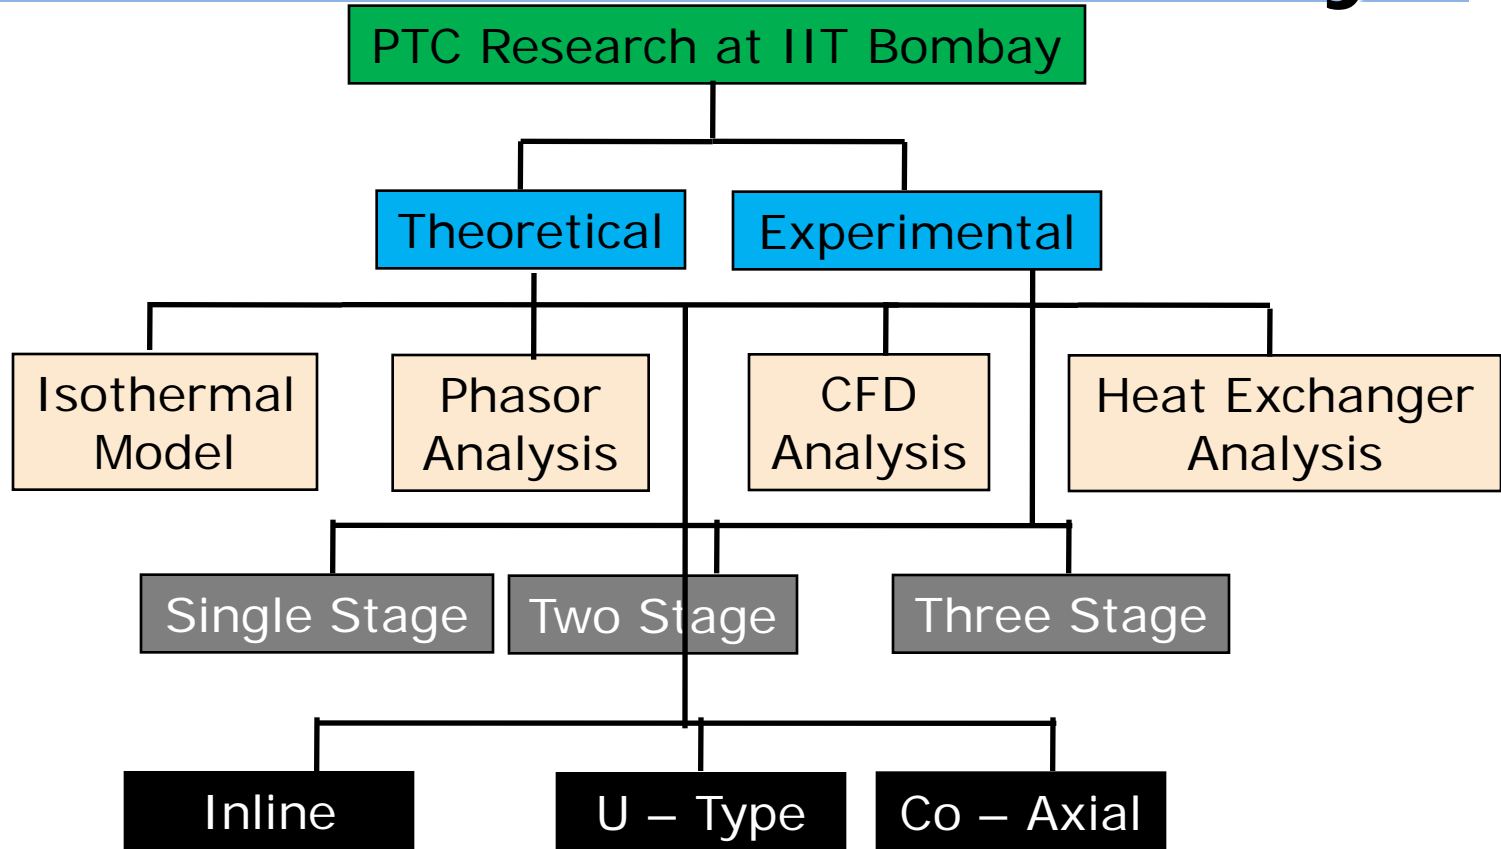 PTC Research at IIT Bombay
Theoretical
Experimental
Isothermal
Model
Phasor
Analysis
CFD
Analysis
Heat Exchanger
Analysis
Single Stage
Two Stage
Three Stage
Inline
U – Type
Co – Axial